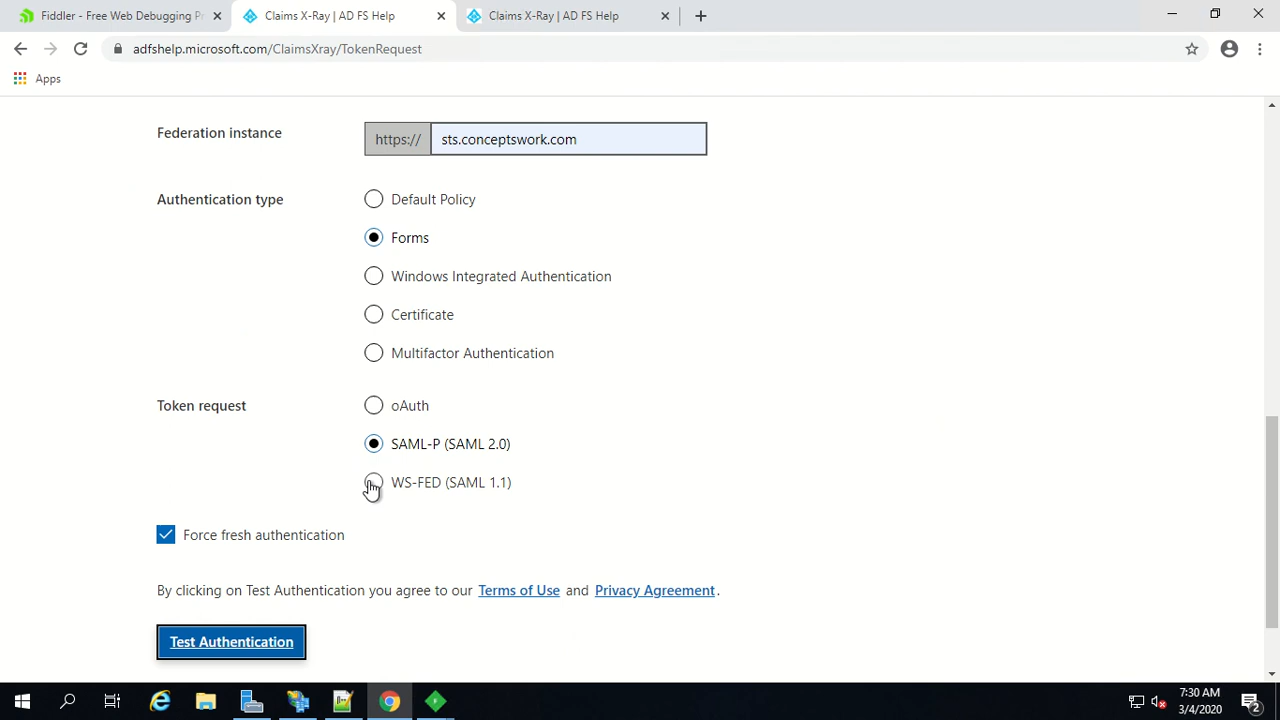 Fiddler - Free Web Debugging Pr
Claims X-Ray | AD FS Help
Claims X-Ray | AD FS Help
adfshelp.microsoft.com/ClaimsXray/TokenRequest
Apps
Federation instance
https://
sts.conceptswork.com
Authentication type
Default Policy
Forms
Windows Integrated Authentication
Certificate
Multifactor Authentication
Token request
oAuth
SAML-P (SAML 2.0)
WS-FED (SAML 1.1)
Force fresh authentication
By clicking on Test Authentication you agree to our Terms of Use and Privacy Agreement.
Test Authentication
7:30 AM
3/4/2020
2